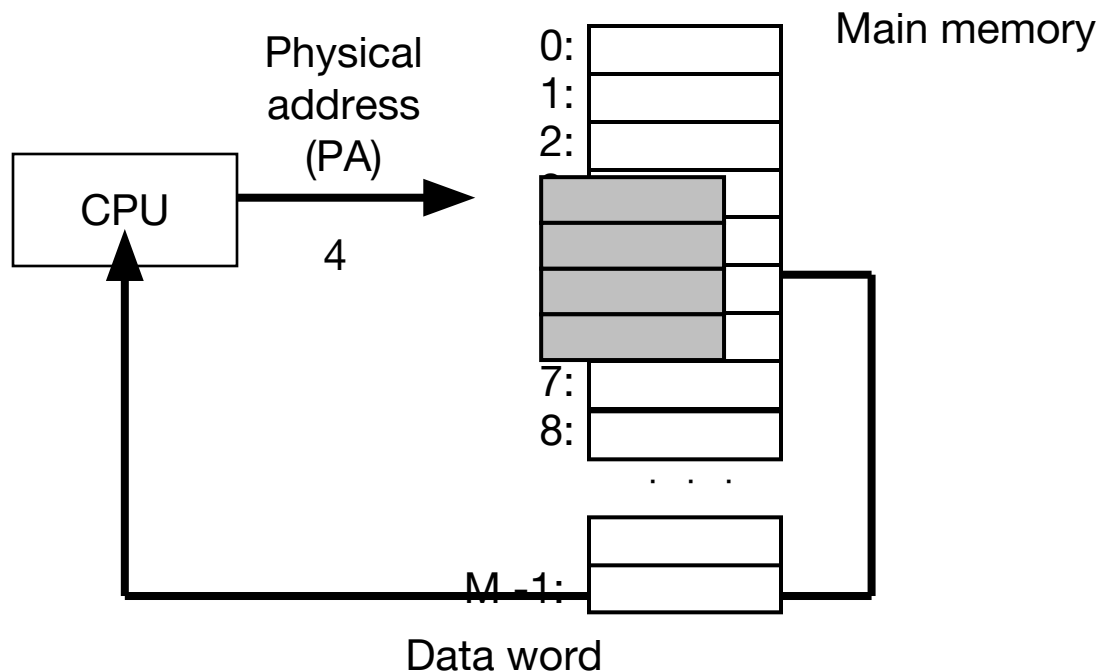 Main memory
Physical
address
(PA)
CPU
4
0:
1:
2:
7:
8:
. . .
M -1:
Data word